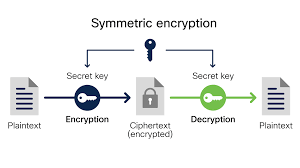 Symmetric encryption
Secret key
Secret key
Plaintext
Encryption
Ciphertext
(encrypted)
Decryption
Plaintext